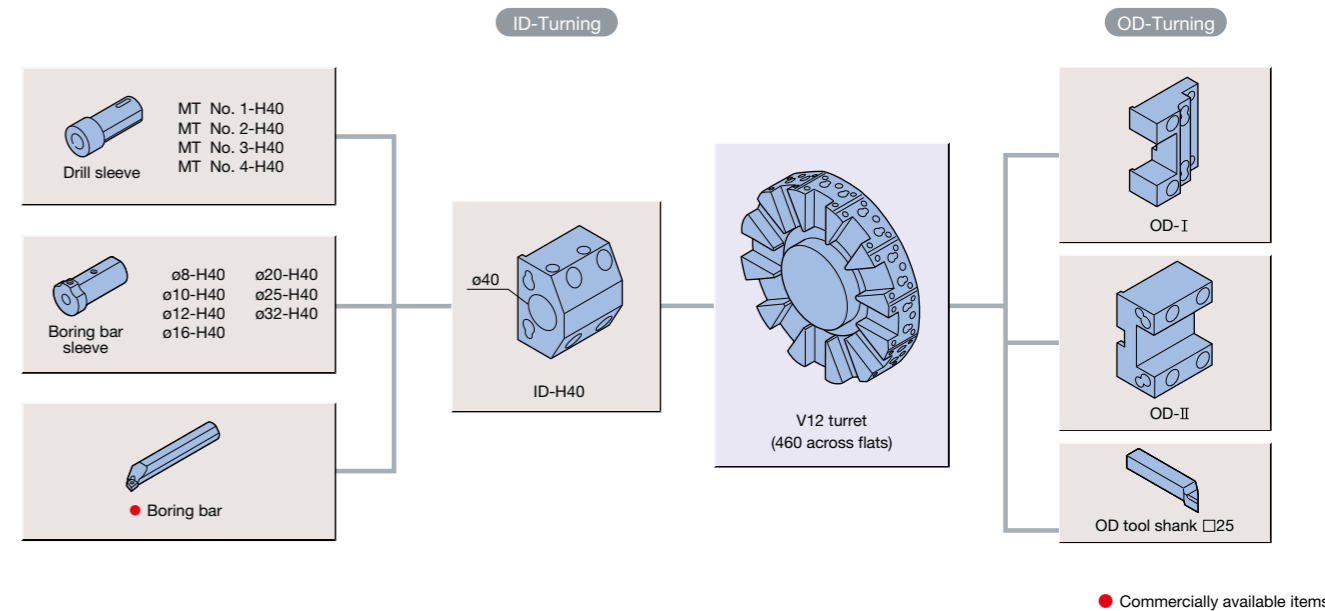 ID-Turning
OD-Turning
MT No. 1-H40
MT No. 2-H40
MT No. 3-H40
MT No. 4-H40
Drill sleeve
ø8-H40 ø20-H40
ø10-H40 ø25-H40
ø12-H40 ø32-H40
ø16-H40
Boring bar
sleeve
● Boring bar
ø40
ID-H40
V12 turret
(460 across flats)
OD-Ⅰ
OD-Ⅱ
OD tool shank □25
● Commercially available items